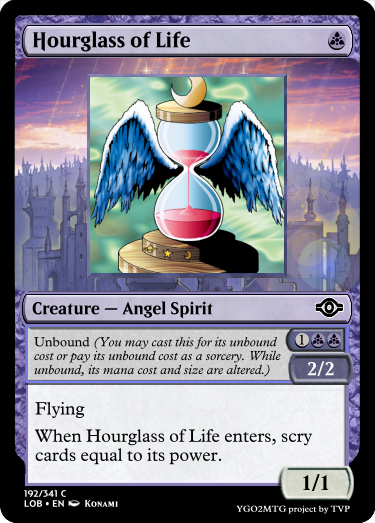 Hourglass of Life
Creature — Angel Spirit
Unbound (You may cast this for its unbound
cost or pay its unbound cost as a sorcery. While
unbound, its mana cost and size are altered.)
1
2/2
Flying
When Hourglass of Life enters, scry
cards equal to its power.
1/1
192/341 C
LOB • EN KONAMI
YGO2MTG project by TVP